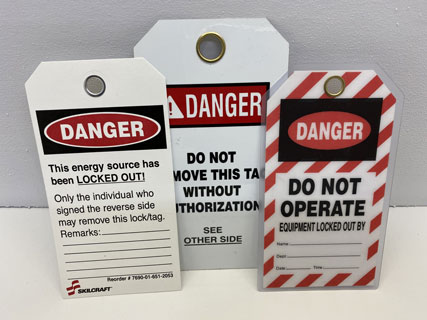 DANGER
This energy source has
been LOCKED OUT!
Only the individual who
signed the reverse side
may remove this lock/tag.
Remarks:
Reorder # 7690-01-651-2053
SKILCRAFT
DANGER
DO NOT
MOVE THIS TA
WITHOUT
THORIZATION
SEE
OTHER SIDE
DANGER
DO NOT
OPERATE
EQUIPMENT LOCKED OUT BY
Name
Dept.
Date Time